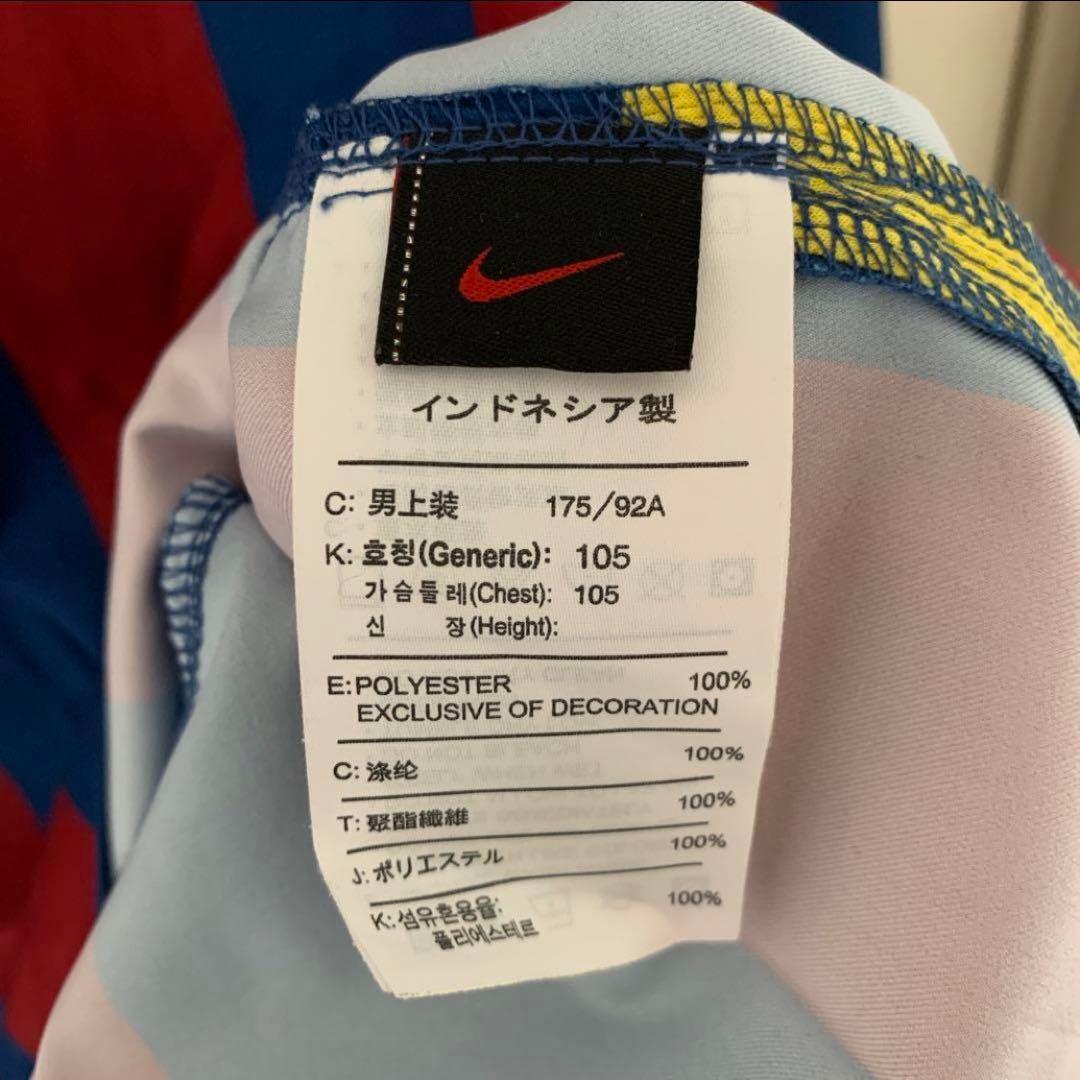 インドネシア製
C: 男上装 175/92A
K: 호칭(Generic): 105
가슴둘레(Chest): 105
신 장(Height):
E: POLYESTER 100%
EXCLUSIVE OF DECORATION
C: 涤纶 100%
T: 聚酯纖維 100%
J: ポリエステル 100%
K: 섬유혼용율: 100%
폴리에스테르